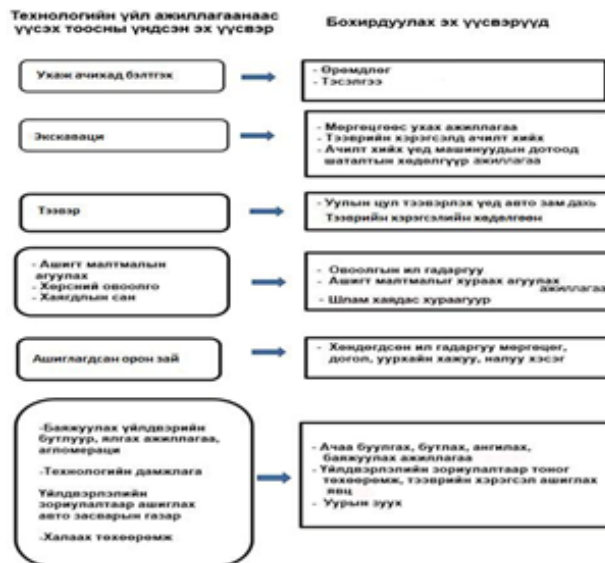 Технологийн үйл ажиллагаанаас
үүсэх тоосны үндсэн эх үүсвэр
Бохирдуулах эх үүсвэрүүд
Ухаж ачихад бэлтгэх
- Өрөмдлөг
- Тэсэлгээ
Экскаваци
- Мөргөцгөөс ухах ажиллагаа
- Тээврийн хэрэгсэлд ачилт хийх
- Ачилт хийх үед машинуудын дотоод
шаталтын хөдөлгүүр ажиллагаа
Тээвэр
- Уулын цул тээвэрлэх үед авто зам дахь
Тээврийн хэрэгсэлийн хөдөлгөөн
- Ашигт малтмалын
агуулах
- Хөрсний овоолго
- Хаягдлын сан
- Овоолгын ил гадаргуу
- Ашигт малтмалыг хураах агуулах
ажиллагаа
- Шлам хаядас хураагуур
Ашиглагдсан орон зай
- Хөндөгдсөн ил гадаргуу мөргөцөг,
догол, уурхайн хажуу, налуу хэсэг
-Баяжуулах үйлдвэрийн
бутлуур, ялгах ажиллагаа,
агломераци
-Технологийн дамжлага
Үйлдвэрлэлийн
зориулалтаар ашиглах
авто засварын газар
-Халаах төхөөрөмж
- Ачаа буулгах, бутлах, ангилах,
баяжуулах ажиллагаа
- Үйлдвэрлэлийн зориулалтаар тоног
төхөөрөмж, тээврийн хэрэгсэл ашиглах
явц
- Уурын зуух